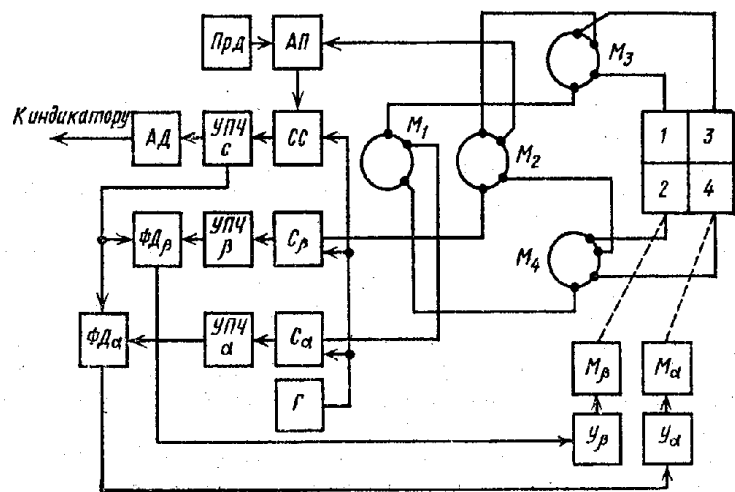 Прд
АП
М3
К индикатору
АД
УПЧ
с
СС
М1
М2
1
3
2
4
ФДβ
УПЧ
β
Сβ
М4
ФДα
УПЧ
α
Сα
Мβ
Мα
Г
Уβ
Уα